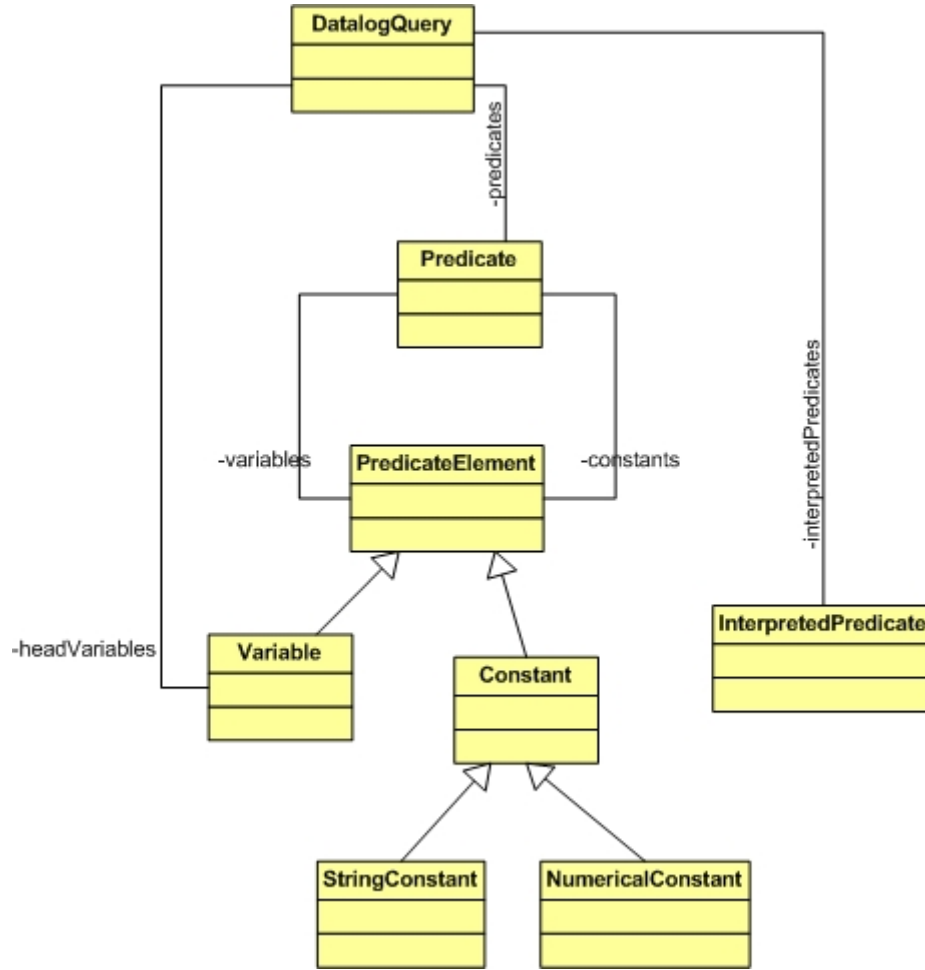 DatalogQuery
-predicates
Predicate
-interpretedPredicates
-variables
PredicateElement
-constants
-headVariables
Variable
InterpretedPredicate
Constant
StringConstant
NumericalConstant